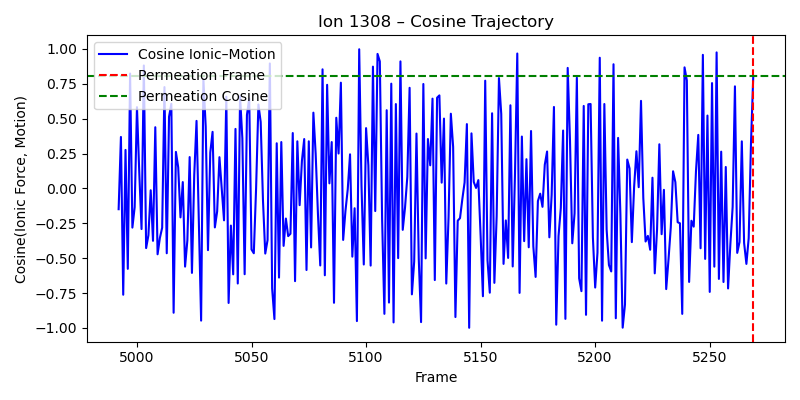 Ion 1308 – Cosine Trajectory
Cosine Ionic–Motion
Permeation Frame
Permeation Cosine
Cosine(Ionic Force, Motion)
1.00
0.75
0.50
0.25
0.00
−0.25
−0.50
−0.75
−1.00
5000
5050
5100
5150
5200
5250
Frame